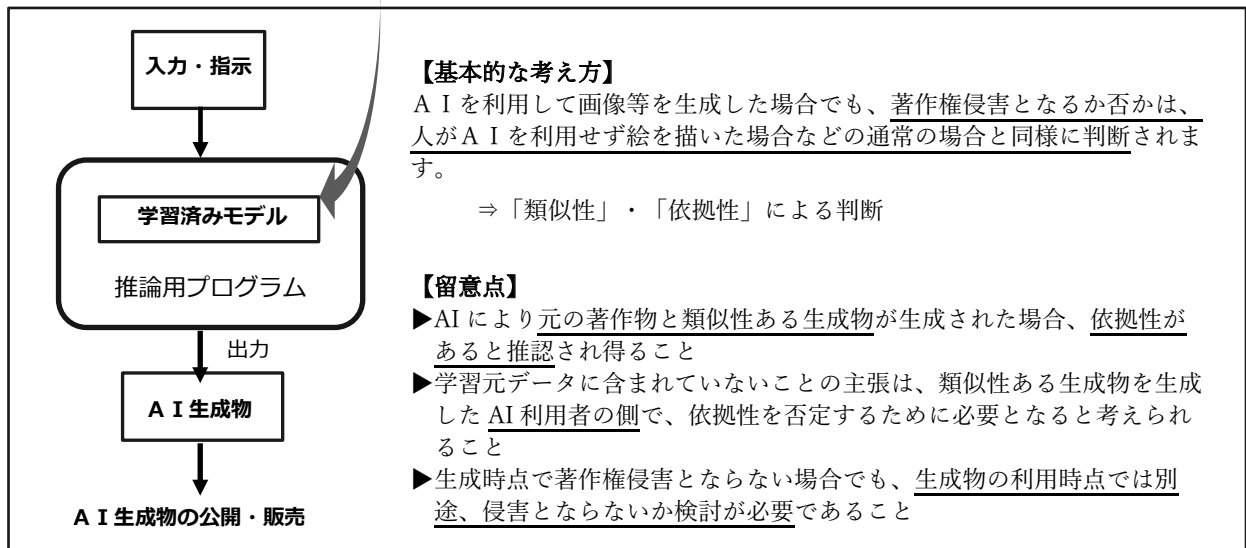 入力・指示
学習済みモデル
推論用プログラム
出力
ＡＩ生成物
ＡＩ生成物の公開・販売
【基本的な考え方】
ＡＩを利用して画像等を生成した場合でも、著作権侵害となるか否かは、
人がＡＩを利用せず絵を描いた場合などの通常の場合と同様に判断されま
す。
⇒「類似性」・「依拠性」による判断
【留意点】
▶AI により元の著作物と類似性ある生成物が生成された場合、依拠性が
あると推認され得ること
▶学習元データに含まれていないことの主張は、類似性ある生成物を生成
した AI 利用者の側で、依拠性を否定するために必要となると考えられ
ること
▶生成時点で著作権侵害とならない場合でも、生成物の利用時点では別
途、侵害とならないか検討が必要であること